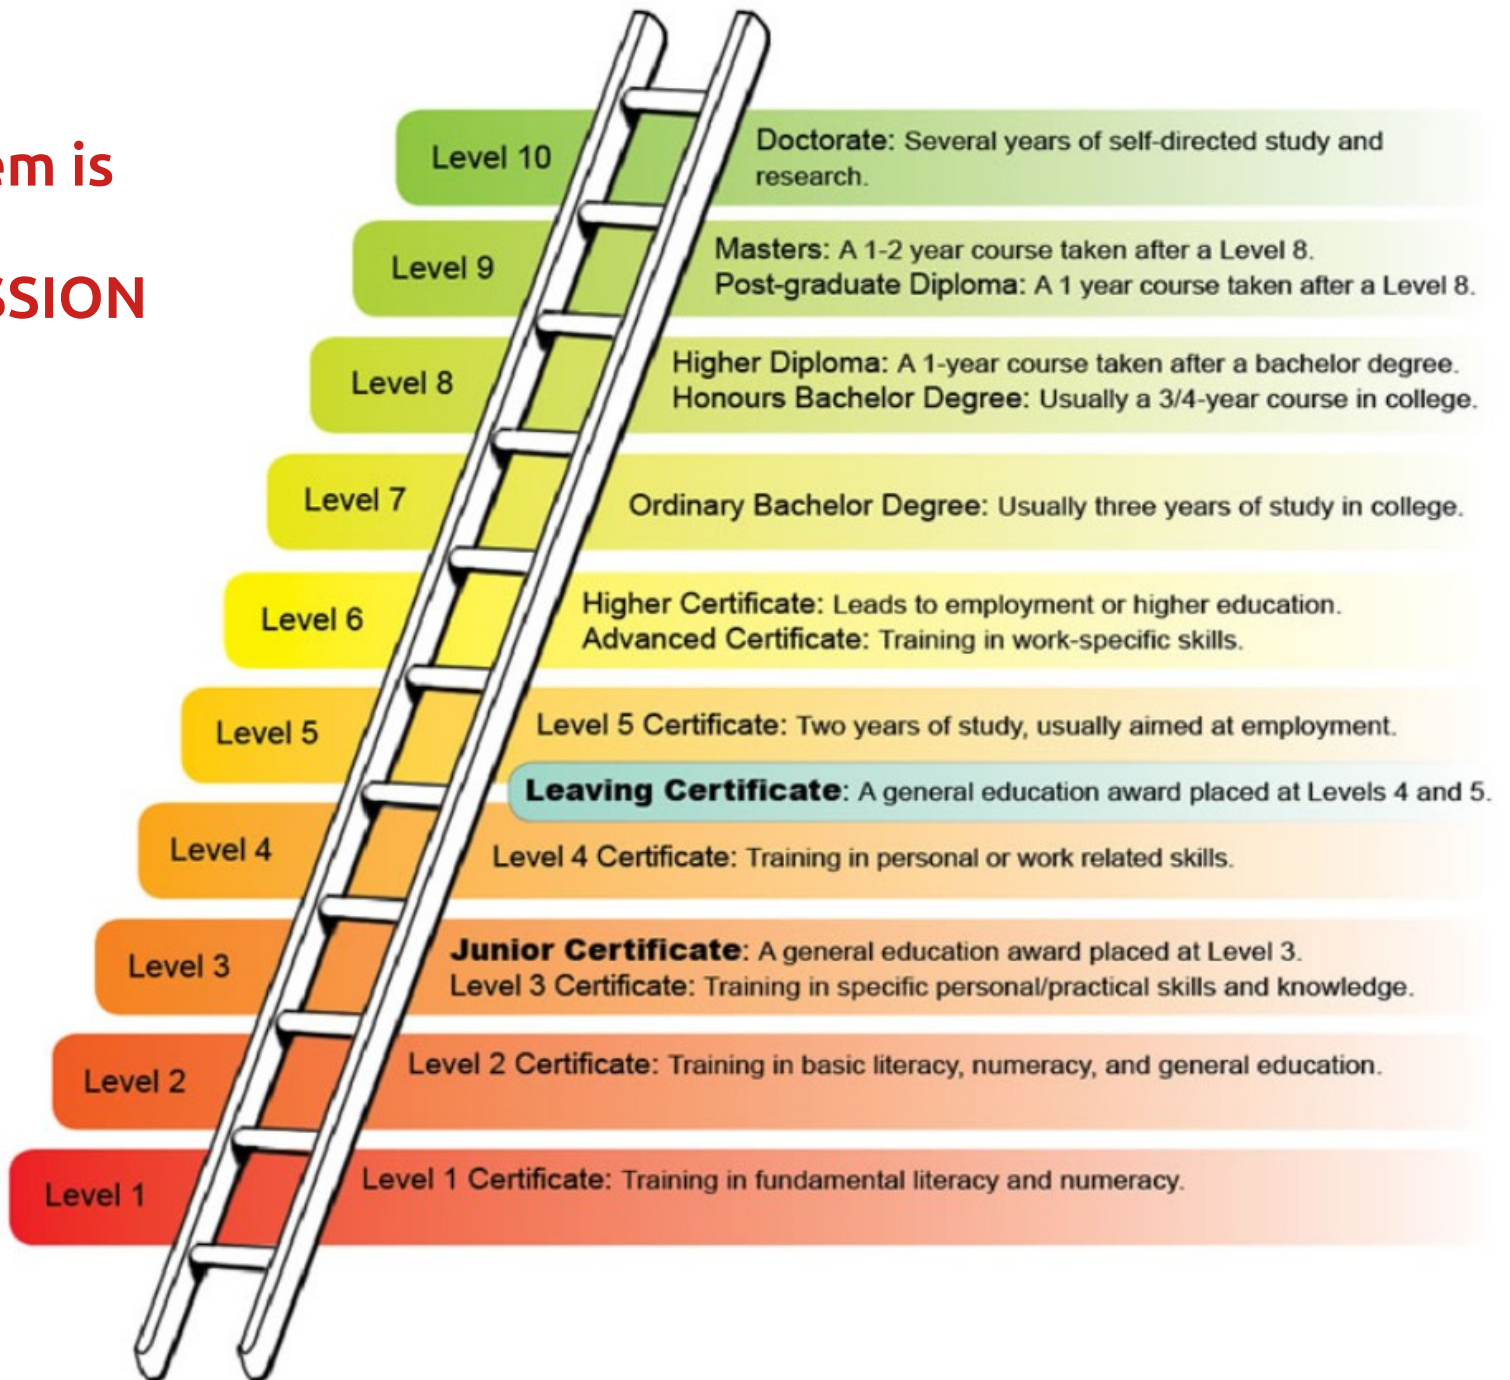 em is
SSION
Level 10
Doctorate: Several years of self-directed study and
research.
Level 9
Masters: A 1-2 year course taken after a Level 8.
Post-graduate Diploma: A 1 year course taken after a Level 8.
Level 8
Higher Diploma: A 1-year course taken after a bachelor degree.
Honours Bachelor Degree: Usually a 3/4-year course in college.
Level 7
Ordinary Bachelor Degree: Usually three years of study in college.
Level 6
Higher Certificate: Leads to employment or higher education.
Advanced Certificate: Training in work-specific skills.
Level 5
Level 5 Certificate: Two years of study, usually aimed at employment.
Leaving Certificate: A general education award placed at Levels 4 and 5.
Level 4
Level 4 Certificate: Training in personal or work related skills.
Level 3
Junior Certificate: A general education award placed at Level 3.
Level 3 Certificate: Training in specific personal/practical skills and knowledge.
Level 2
Level 2 Certificate: Training in basic literacy, numeracy, and general education.
Level 1
Level 1 Certificate: Training in fundamental literacy and numeracy.